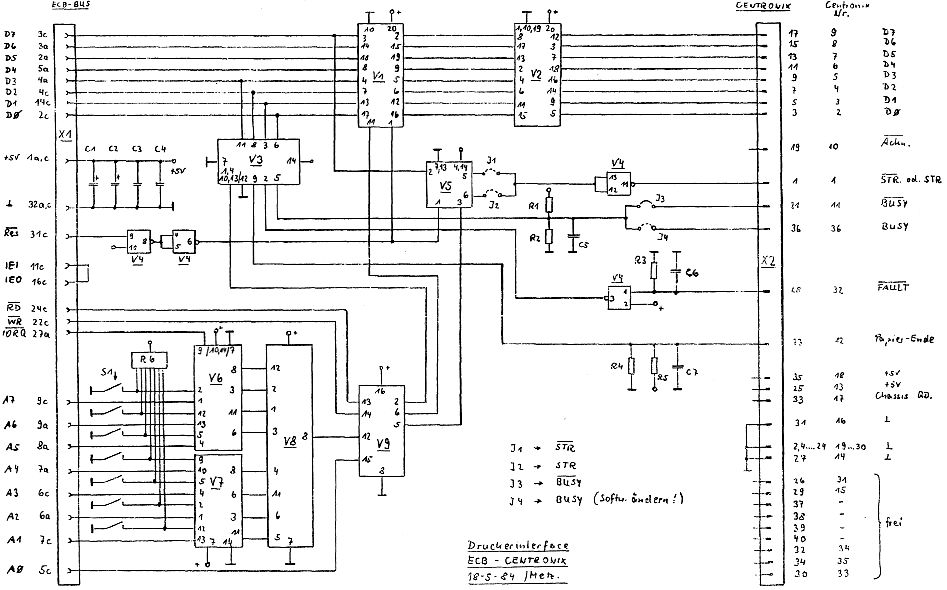 ECB-BUS
CENTRONIX
Centronix Nr.
D7 3c
D6 3a
D5 2a
D4 5a
D3 4a
D2 4c
D1 14c
DØ 2c
X1
+5V 1a,c
⊥ 32a,c
Res 31c
IEI 11c
IEO 16c
RD 24c
WR 22c
IORQ 27a
A7 9c
A6 9a
A5 8a
A4 7a
A3 6c
A2 6a
A1 7c
AØ 5c
C1 C2 C3 C4
+5V
V1
V2
V3
V4
V4
V4
V4
V5
V6
V7
V8
V9
R6
S1
R1
R2
C5
R3
C6
R4
R5
C7
J1
J2
J3
J4
X2
17 9 D7
15 8 D6
13 7 D5
11 6 D4
9 5 D3
7 4 D2
5 3 D1
3 2 DØ
19 10 Ackn.
1 1 STR. od. STR
21 11 BUSY
36 36 BUSY
32 FAULT
12 Papier-Ende
35 18 +5V
25 13 +5V
33 17 Chassis GD.
31 16 ⊥
2,4....24 19...30 ⊥
27 14 ⊥
26 31
29 15
37 -
38 -
39 -
40 -
32 34
34 35
30 33
frei
J1 → STR
J2 → STR
J3 → BUSY
J4 → BUSY (Softw. ändern!)
Druckerinterface
ECB - CENTRONIX
18-5-84 /Metz.